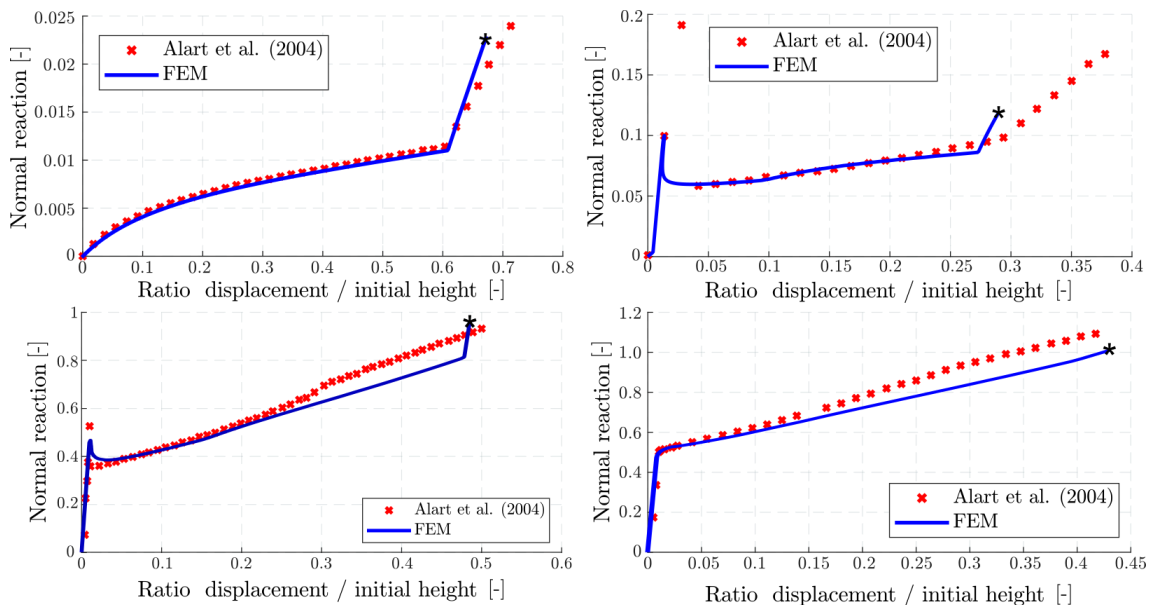 0.025
0.02
0.015
0.01
0.005
0
Normal reaction [-]
Alart et al. (2004)
FEM
0 0.1 0.2 0.3 0.4 0.5 0.6 0.7 0.8
Ratio displacement / initial height [-]
0.2
0.15
0.1
0.05
0
Normal reaction [-]
Alart et al. (2004)
FEM
0 0.05 0.1 0.15 0.2 0.25 0.3 0.35 0.4
Ratio displacement / initial height [-]
1
0.8
0.6
0.4
0.2
0
Normal reaction [-]
Alart et al. (2004)
FEM
0 0.1 0.2 0.3 0.4 0.5 0.6
Ratio displacement / initial height [-]
1.2
1.0
0.8
0.6
0.4
0.2
0
Normal reaction [-]
Alart et al. (2004)
FEM
0 0.05 0.1 0.15 0.2 0.25 0.3 0.35 0.4 0.45
Ratio displacement / initial height [-]